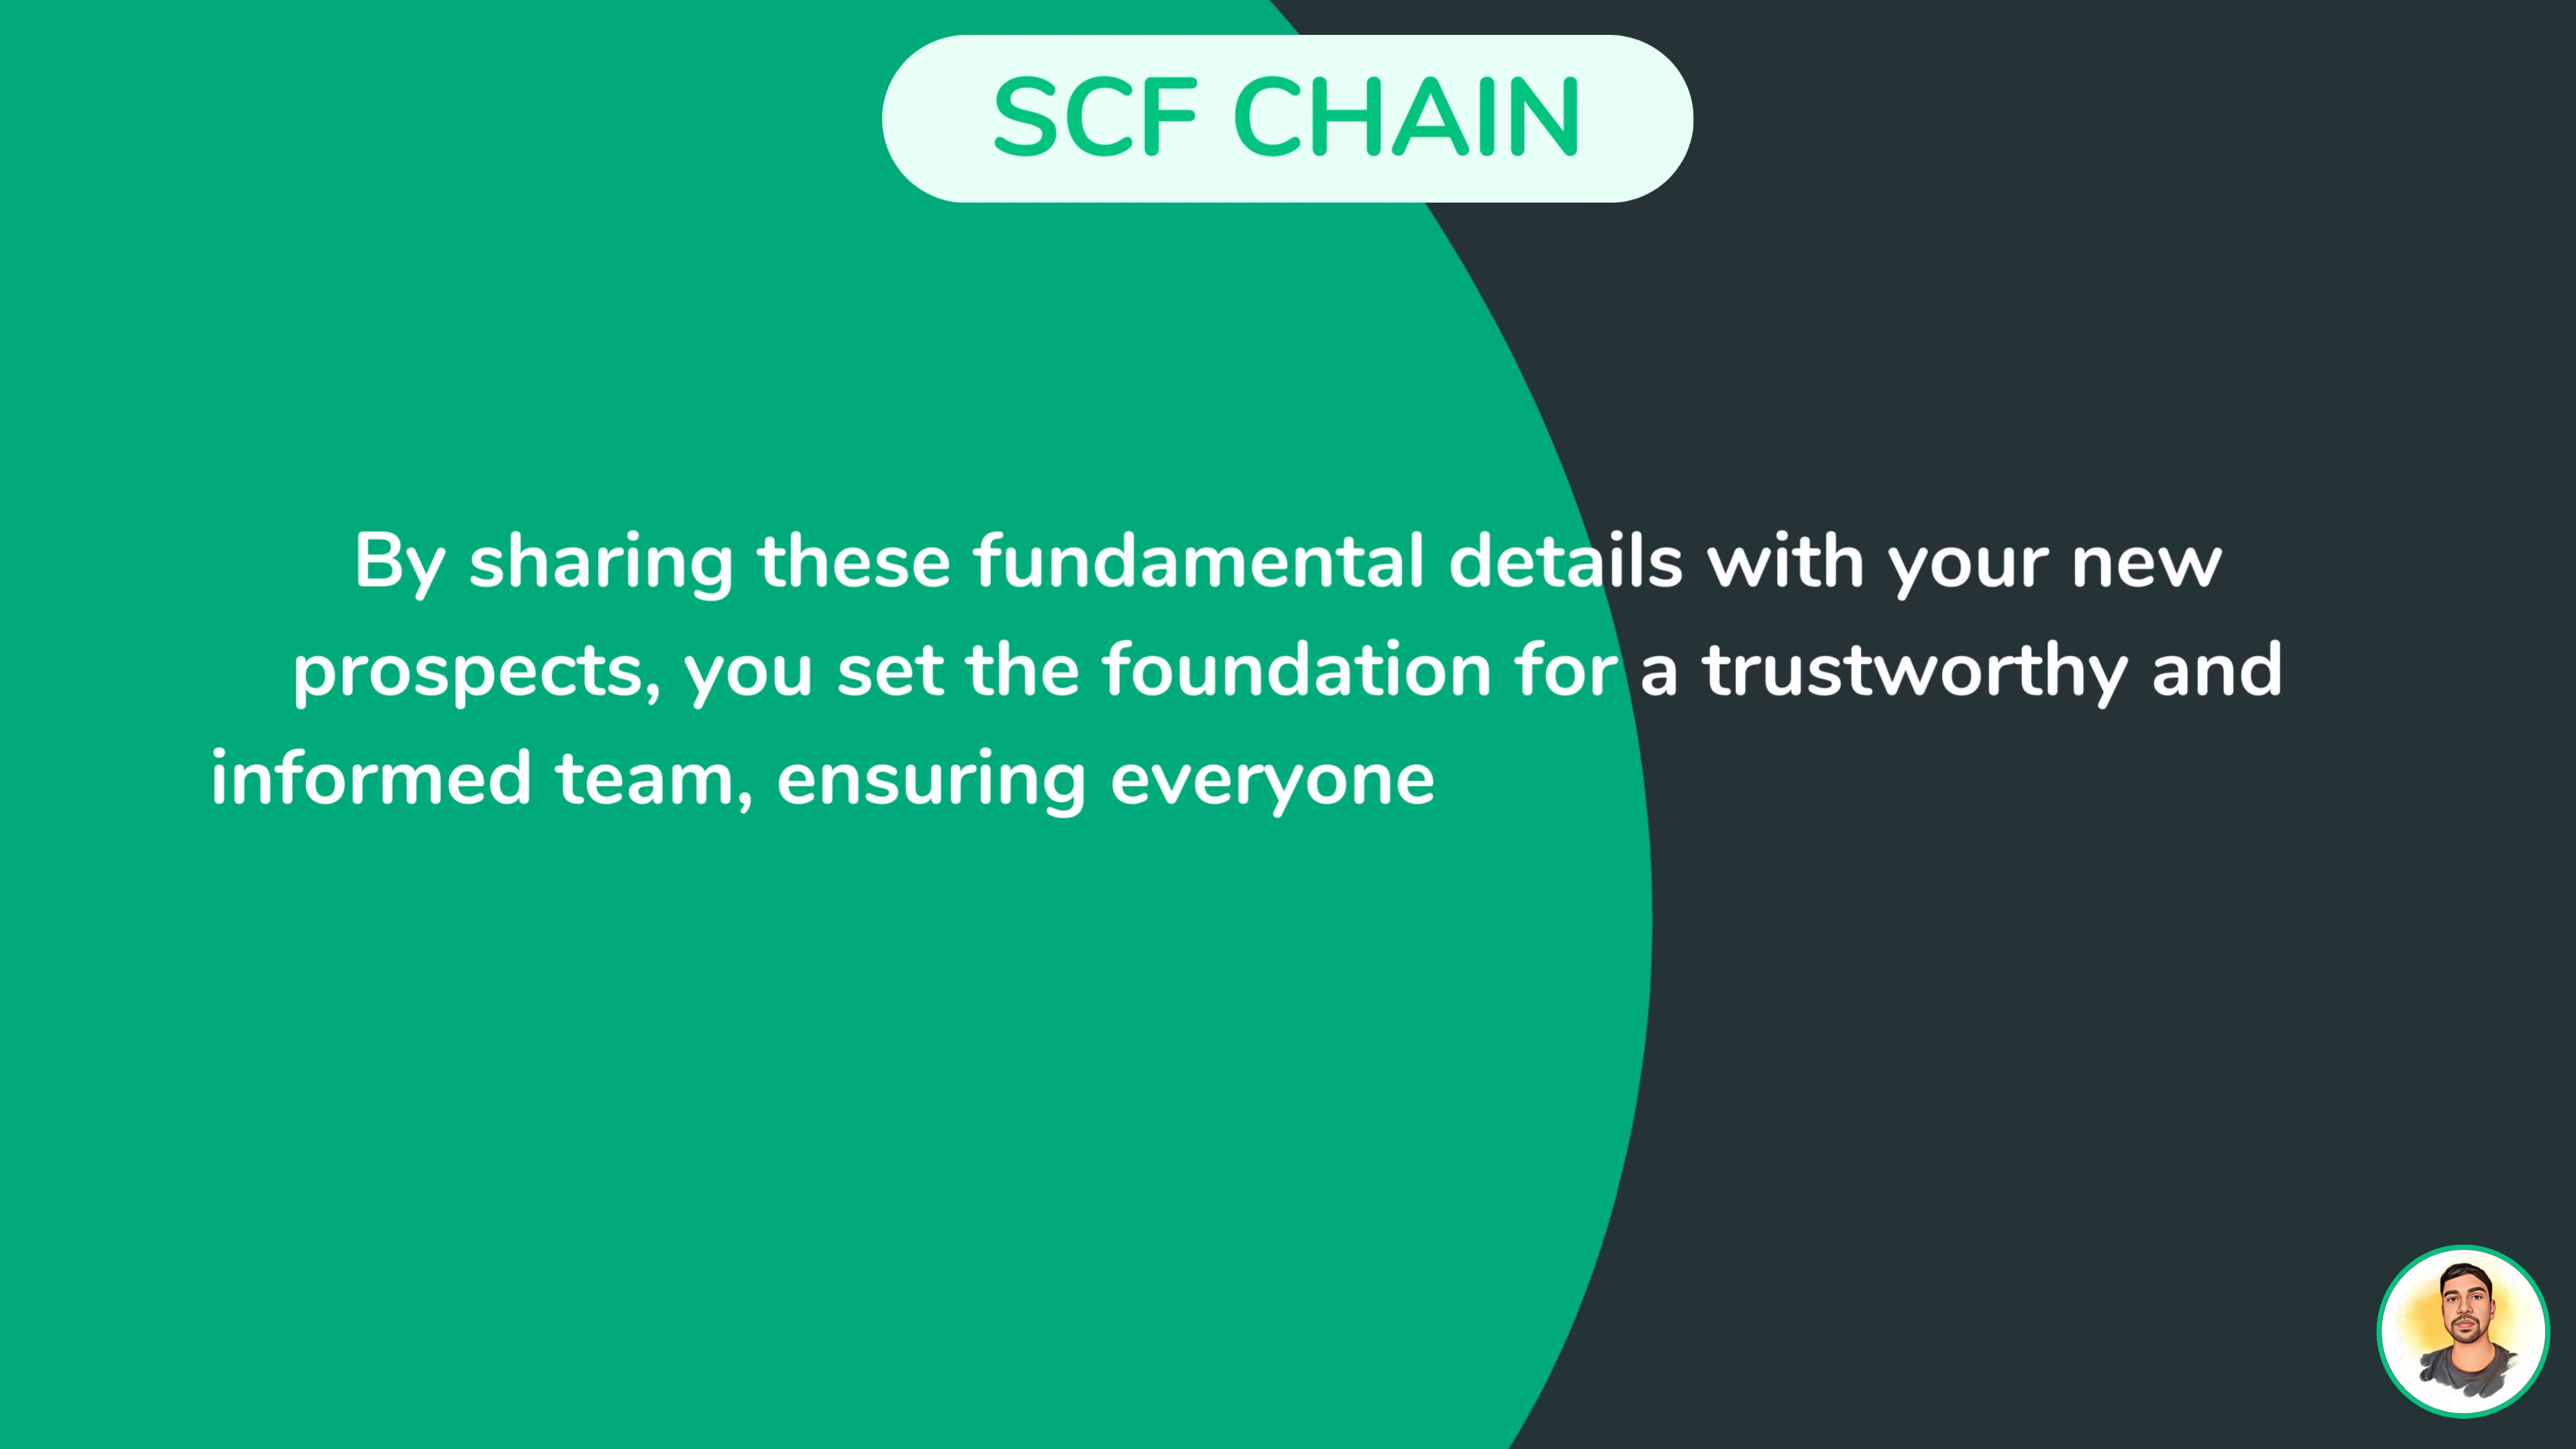 SCF CHAIN
By sharing these fundamental details with your new
prospects, you set the foundation for a trustworthy and
informed team, ensuring everyone